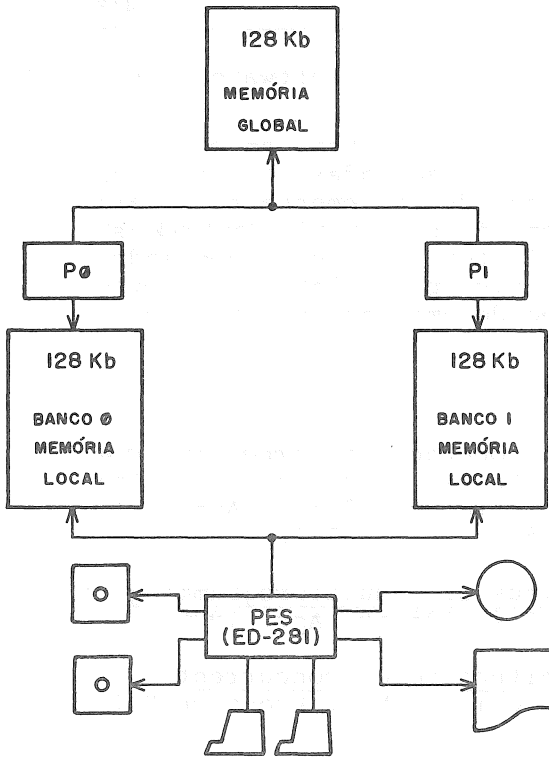 128 Kb
MEMÓRIA
GLOBAL
PØ
P1
128 Kb
BANCO Ø
MEMÓRIA
LOCAL
128 Kb
BANCO 1
MEMÓRIA
LOCAL
PES
(ED-281)